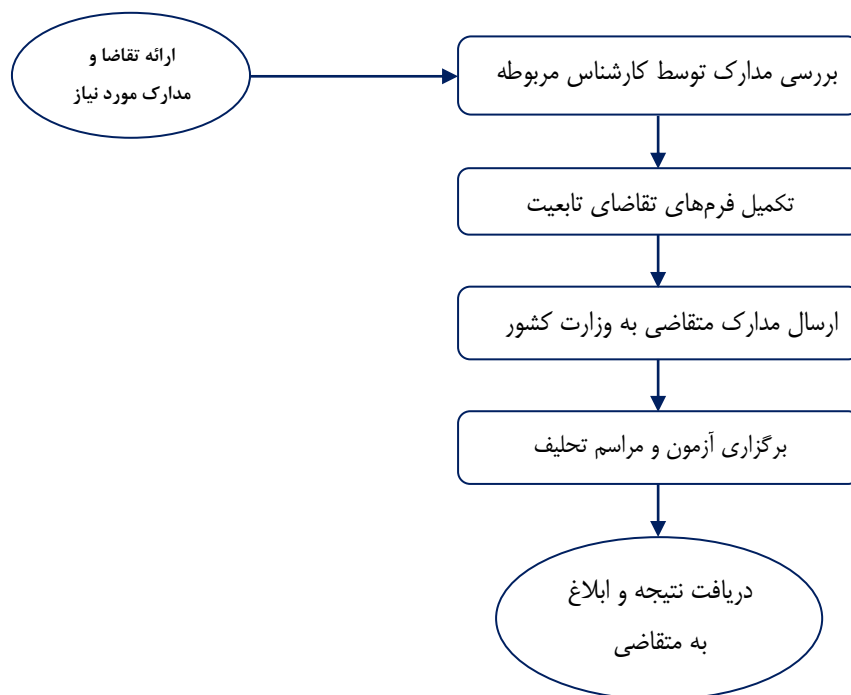 ارائه تقاضا و
مدارک مورد نیاز
بررسی مدارک توسط کارشناس مربوطه
تکمیل فرم‌های تقاضای تابعیت
ارسال مدارک متقاضی به وزارت کشور
برگزاری آزمون و مراسم تحلیف
دریافت نتیجه و ابلاغ
به متقاضی